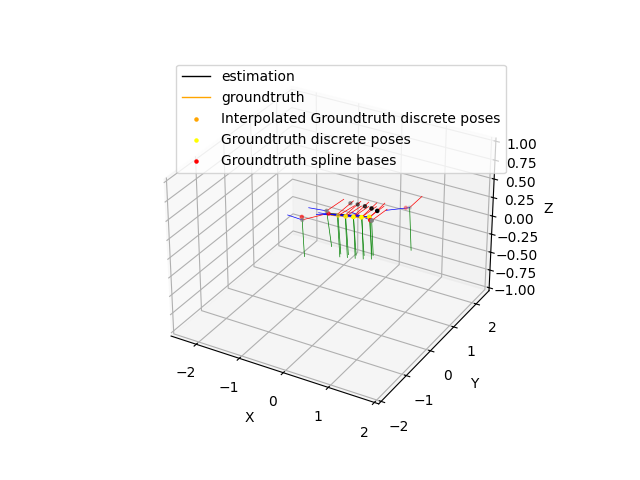 estimation
groundtruth
Interpolated Groundtruth discrete poses
Groundtruth discrete poses
Groundtruth spline bases
1.00
0.75
0.50
0.25
0.00
−0.25
−0.50
−0.75
−1.00
Z
−2
−1
0
1
2
X
−2
−1
0
1
2
Y